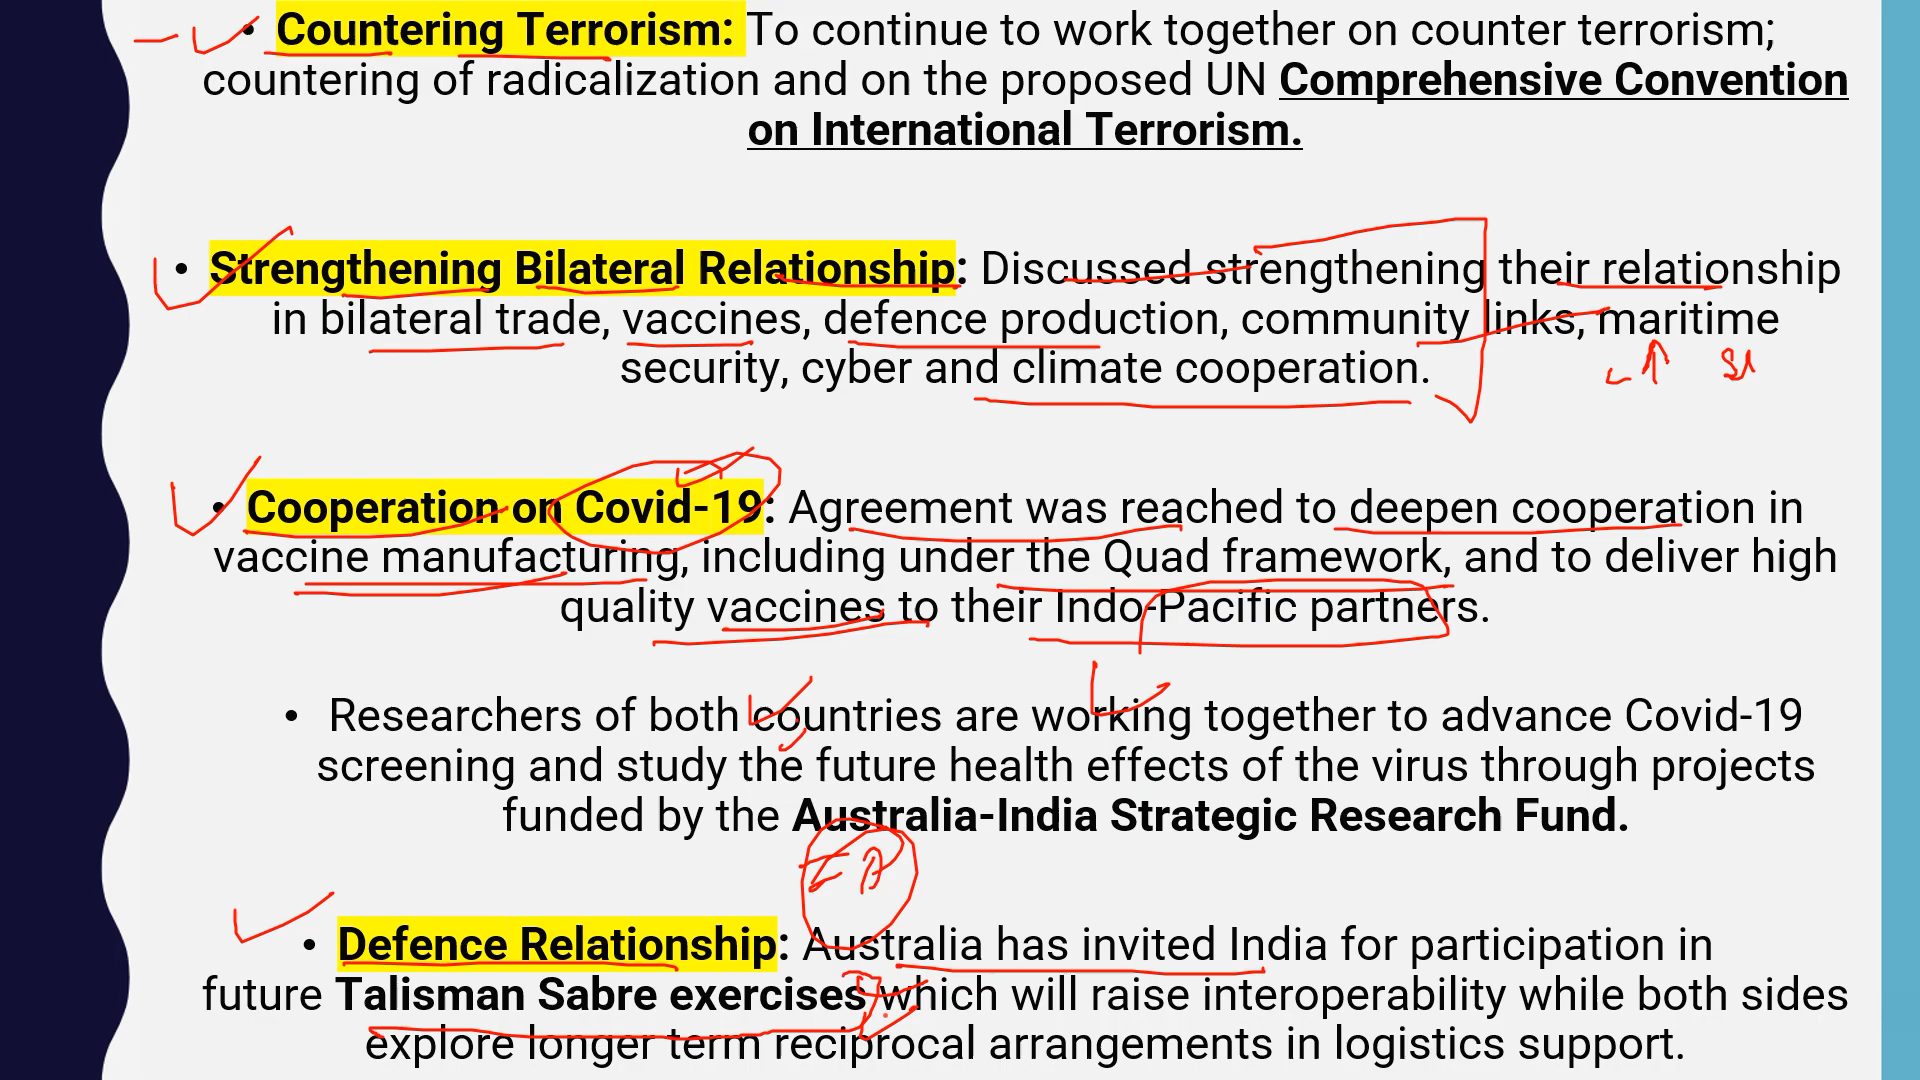 • Countering Terrorism: To continue to work together on counter terrorism;
countering of radicalization and on the proposed UN Comprehensive Convention
on International Terrorism.
• Strengthening Bilateral Relationship: Discussed strengthening their relationship
in bilateral trade, vaccines, defence production, community links, maritime
security, cyber and climate cooperation.
• Cooperation on Covid-19: Agreement was reached to deepen cooperation in
vaccine manufacturing, including under the Quad framework, and to deliver high
quality vaccines to their Indo-Pacific partners.
• Researchers of both countries are working together to advance Covid-19
screening and study the future health effects of the virus through projects
funded by the Australia-India Strategic Research Fund.
• Defence Relationship: Australia has invited India for participation in
future Talisman Sabre exercises which will raise interoperability while both sides
explore longer term reciprocal arrangements in logistics support.